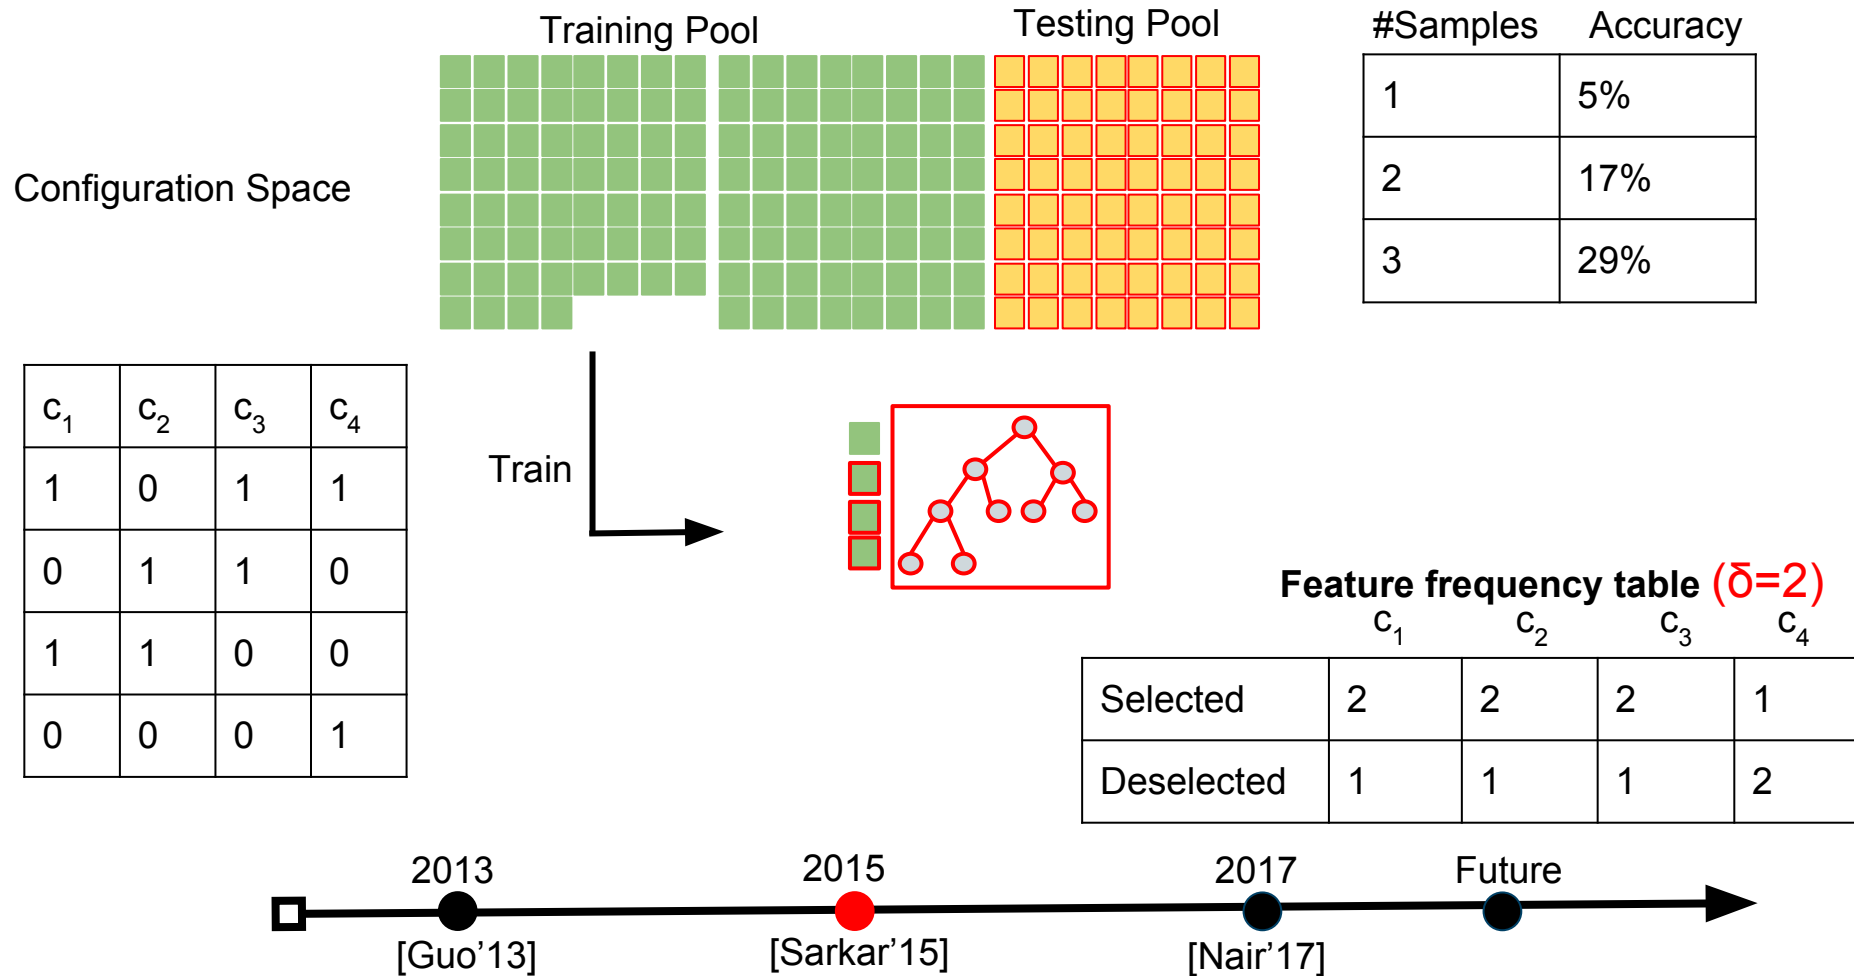 Training Pool
Testing Pool
#Samples Accuracy
1 5%
2 17%
3 29%
Configuration Space
c1 c2 c3 c4
1 0 1 1
0 1 1 0
1 1 0 0
0 0 0 1
Train
Feature frequency table (δ=2)
c1 c2 c3 c4
Selected 2 2 2 1
Deselected 1 1 1 2
2013 2015 2017 Future
[Guo’13] [Sarkar’15] [Nair’17]